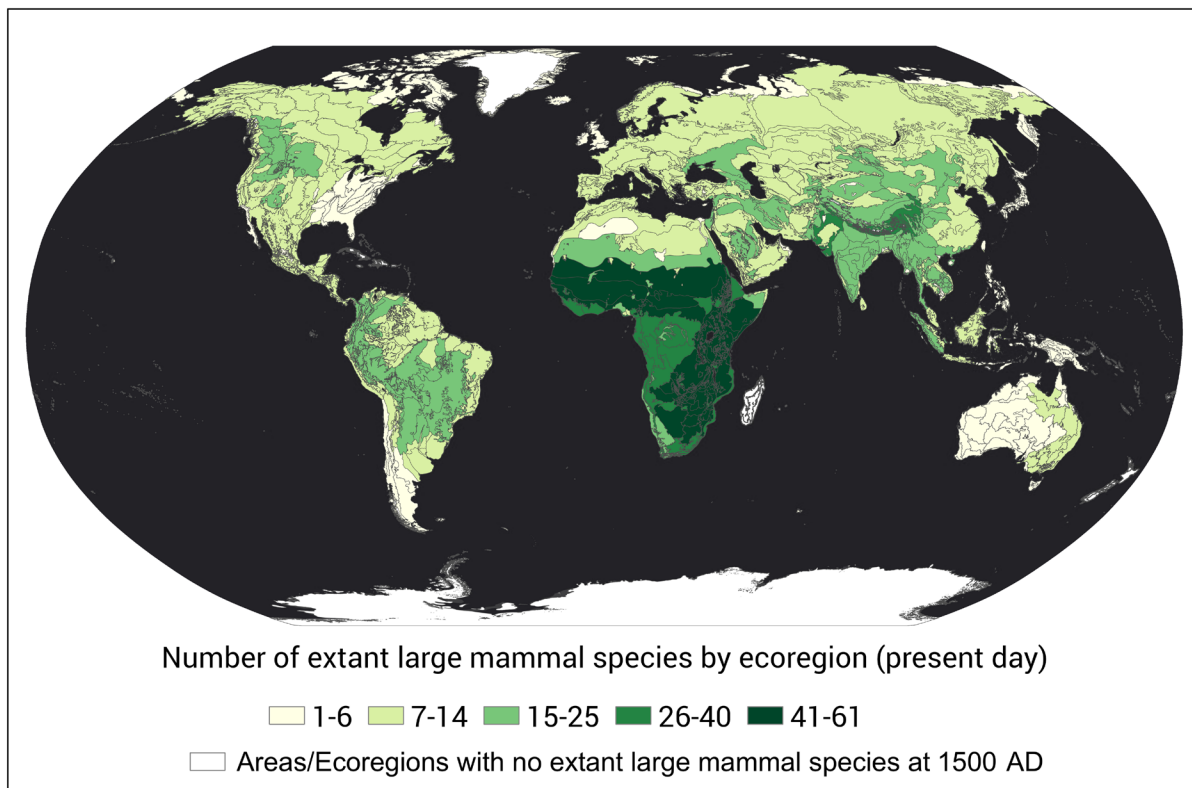 Number of extant large mammal species by ecoregion (present day)
1-6 7-14 15-25 26-40 41-61
Areas/Ecoregions with no extant large mammal species at 1500 AD